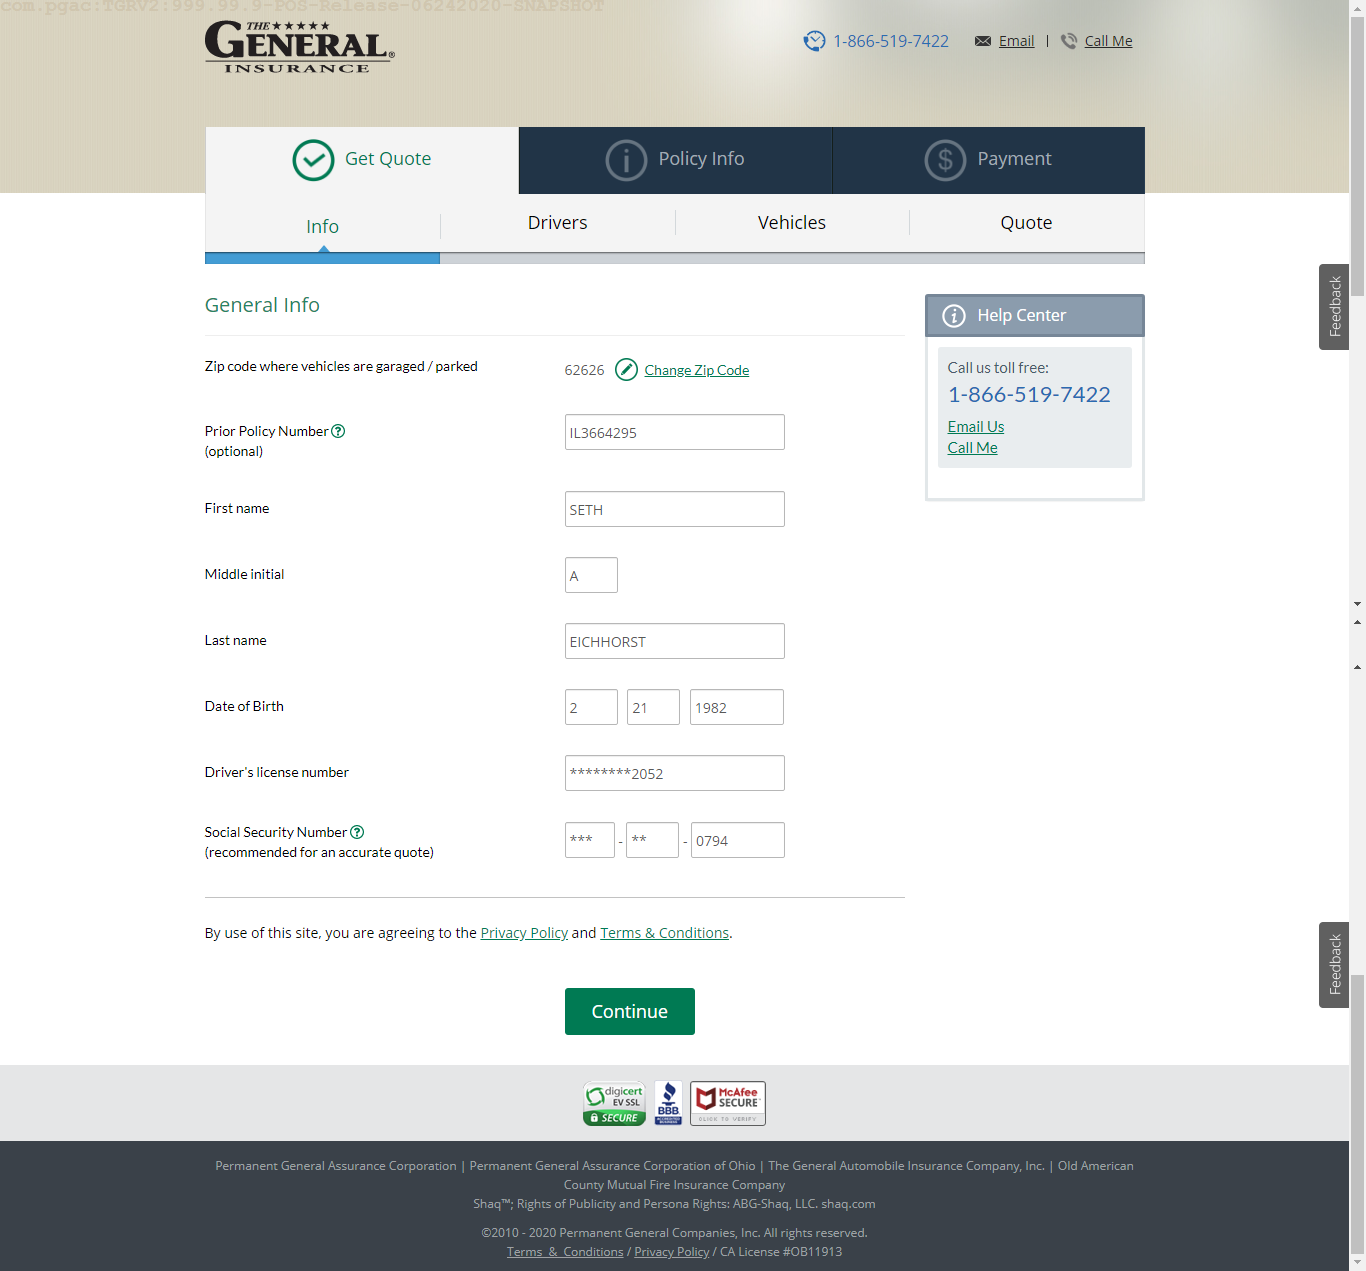 com.pgac:TGRV2:999.99.9-POS-Release-06242020-SNAPSHOT
THE
GENERAL®
INSURANCE
1-866-519-7422 Email | Call Me
Get Quote Policy Info Payment
Info Drivers Vehicles Quote
General Info
Help Center
Zip code where vehicles are garaged / parked 62626 Change Zip Code
Call us toll free:
1-866-519-7422
Email Us
Call Me
Prior Policy Number IL3664295
(optional)
First name SETH
Middle initial A
Last name EICHHORST
Date of Birth 2 21 1982
Driver's license number ********2052
Social Security Number *** - ** - 0794
(recommended for an accurate quote)
Feedback
By use of this site, you are agreeing to the Privacy Policy and Terms & Conditions.
Feedback
Continue
digicert
EV SSL
SECURE
BBB
ACCREDITED
BUSINESS
McAfee
SECURE
CLICK TO VERIFY
Permanent General Assurance Corporation | Permanent General Assurance Corporation of Ohio | The General Automobile Insurance Company, Inc. | Old American
County Mutual Fire Insurance Company
Shaq™; Rights of Publicity and Persona Rights: ABG-Shaq, LLC. shaq.com
©2010 - 2020 Permanent General Companies, Inc. All rights reserved.
Terms & Conditions / Privacy Policy / CA License #OB11913